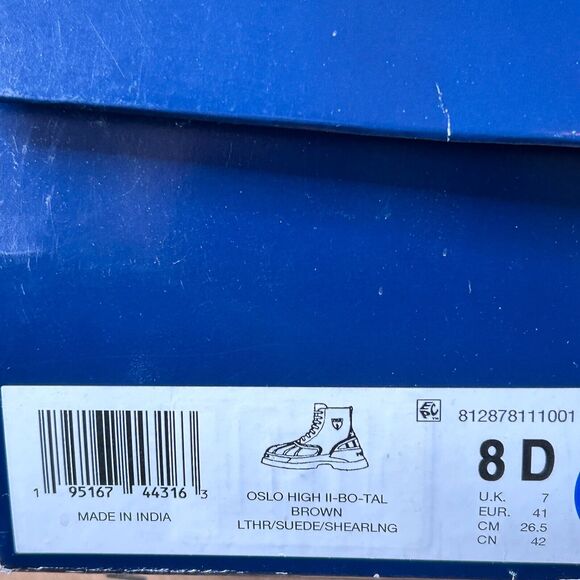 1 95167 44316 3
MADE IN INDIA
OSLO HIGH II-BO-TAL
BROWN
LTHR/SUEDE/SHEARLNG
812878111001
8 D
U.K. 7
EUR. 41
CM 26.5
CN 42